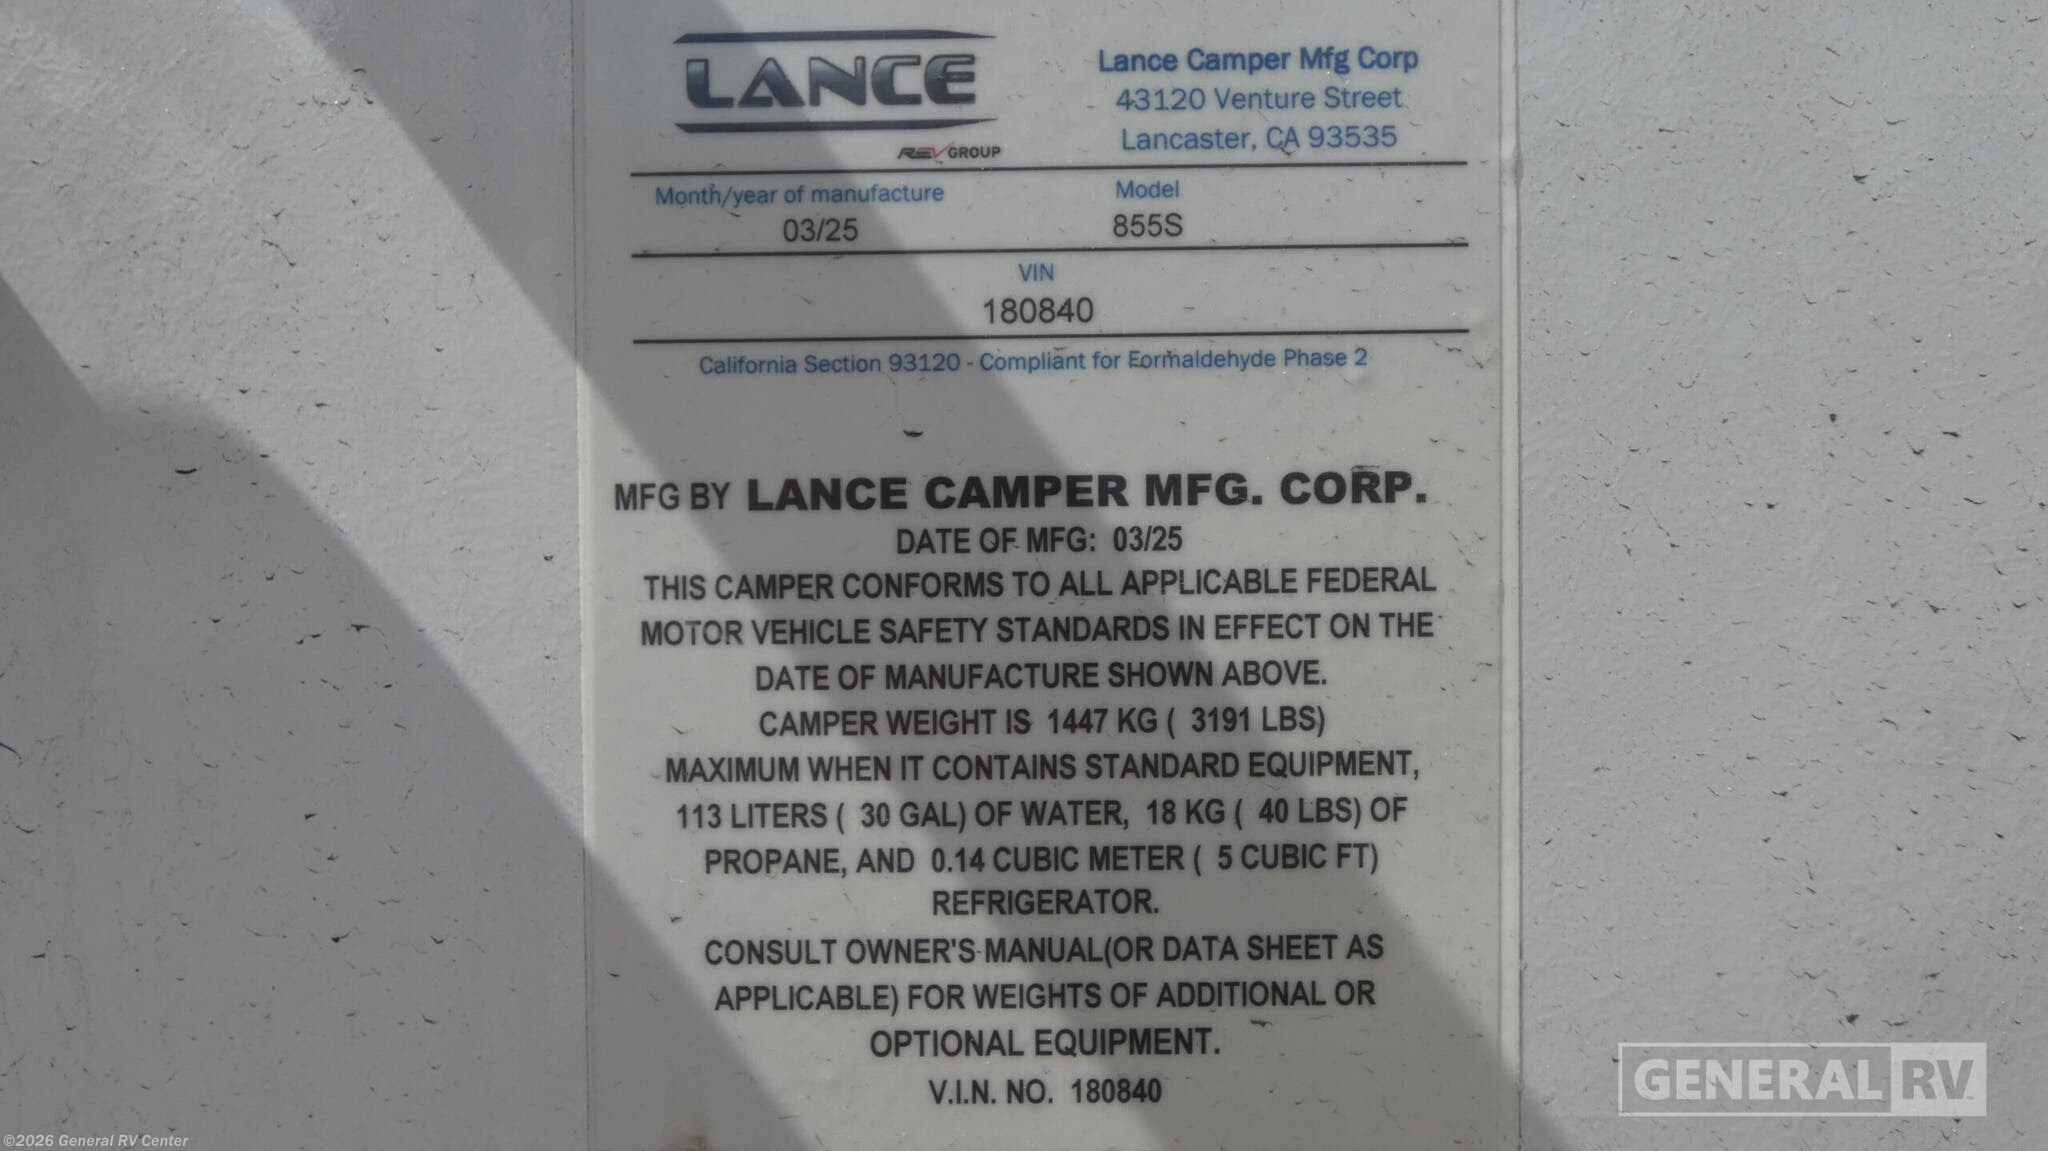 LANCE
REV GROUP
Lance Camper Mfg Corp
43120 Venture Street
Lancaster, CA 93535
Month/year of manufacture
03/25
Model
855S
VIN
180840
California Section 93120 - Compliant for Formaldehyde Phase 2
MFG BY LANCE CAMPER MFG. CORP.
DATE OF MFG: 03/25
THIS CAMPER CONFORMS TO ALL APPLICABLE FEDERAL
MOTOR VEHICLE SAFETY STANDARDS IN EFFECT ON THE
DATE OF MANUFACTURE SHOWN ABOVE.
CAMPER WEIGHT IS 1447 KG ( 3191 LBS)
MAXIMUM WHEN IT CONTAINS STANDARD EQUIPMENT,
113 LITERS ( 30 GAL) OF WATER, 18 KG ( 40 LBS) OF
PROPANE, AND 0.14 CUBIC METER ( 5 CUBIC FT)
REFRIGERATOR.
CONSULT OWNER'S MANUAL(OR DATA SHEET AS
APPLICABLE) FOR WEIGHTS OF ADDITIONAL OR
OPTIONAL EQUIPMENT.
V.I.N. NO. 180840
GENERAL RV
©2026 General RV Center